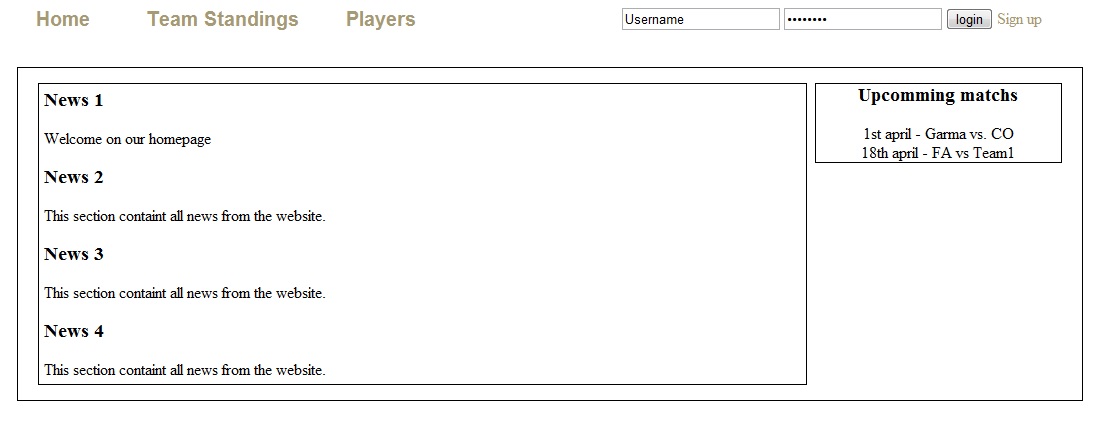 Home Team Standings Players Username •••••••• login Sign up
News 1
Welcome on our homepage
News 2
This section containt all news from the website.
News 3
This section containt all news from the website.
News 4
This section containt all news from the website.
Upcomming matchs
1st april - Garma vs. CO
18th april - FA vs Team1